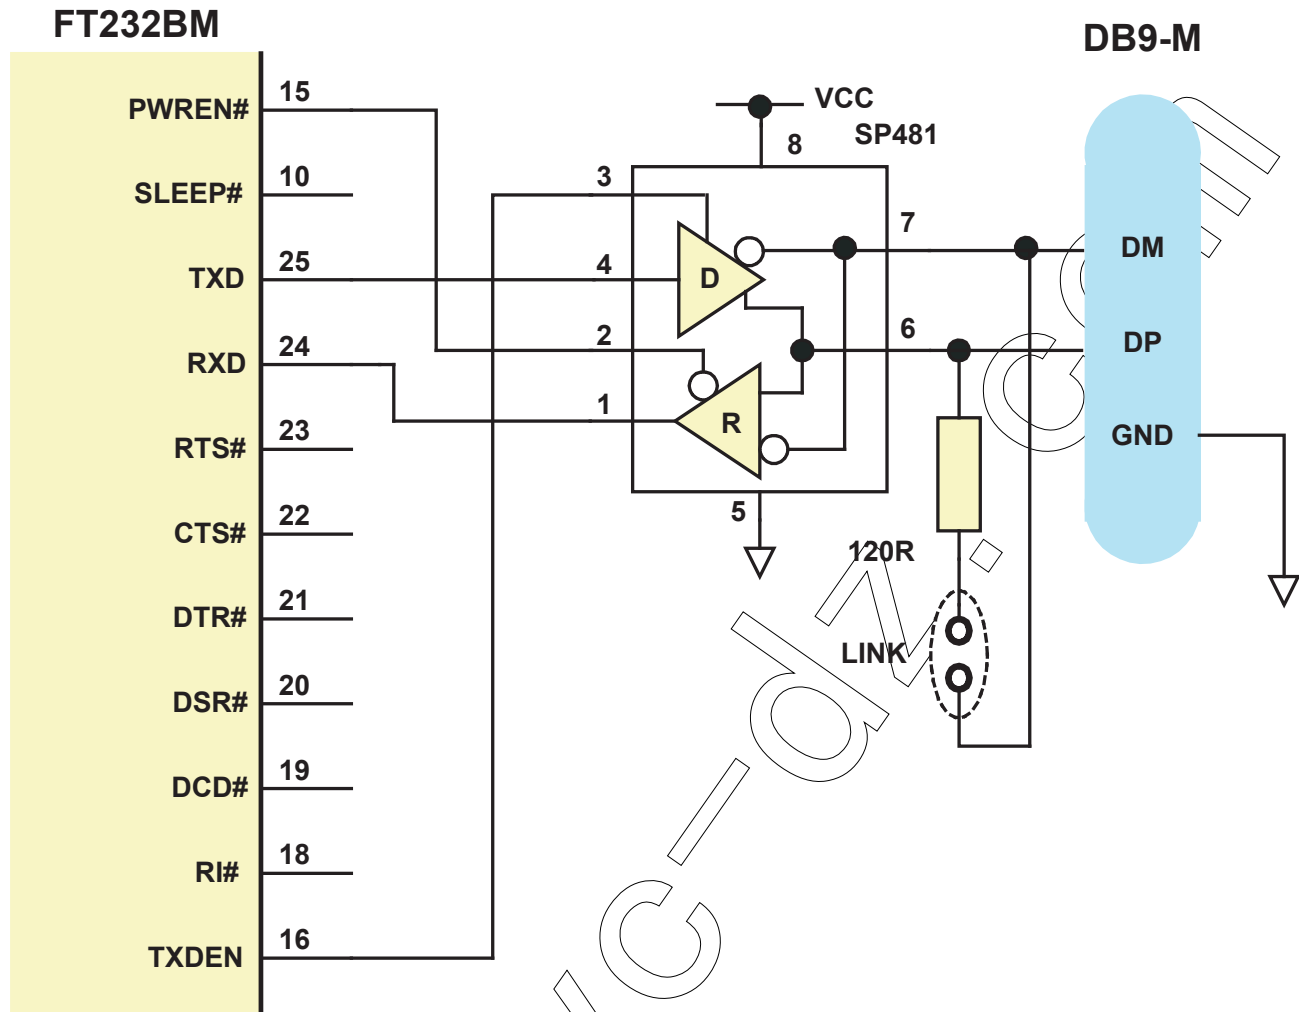 FT232BM
DB9-M
PWREN# 15
SLEEP# 10
TXD 25
RXD 24
RTS# 23
CTS# 22
DTR# 21
DSR# 20
DCD# 19
RI# 18
TXDEN 16
VCC
SP481
8
3
4
2
1
D
R
7
6
5
120R
LINK
DM
DP
GND